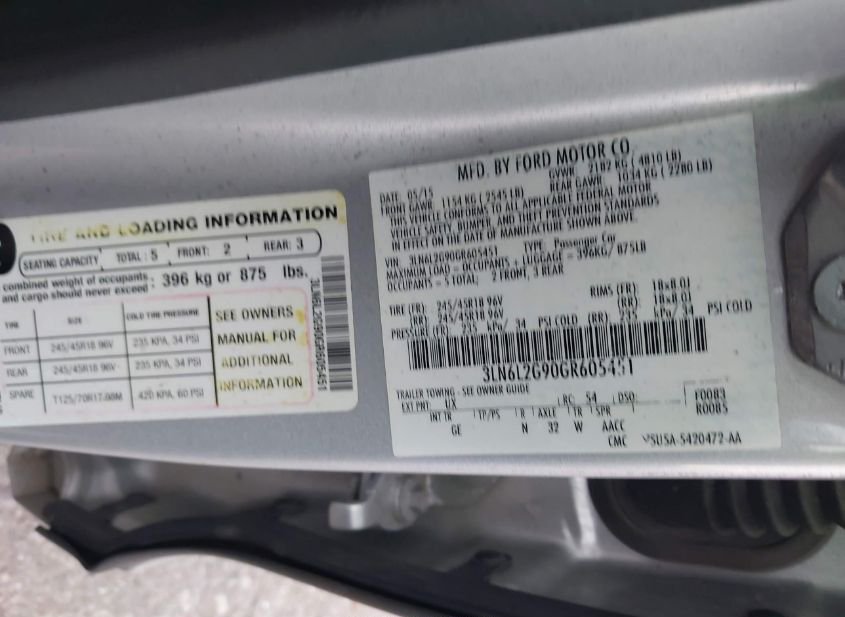 TIRE AND LOADING INFORMATION
SEATING CAPACITY TOTAL : 5 FRONT: 2 REAR: 3
combined weight of occupants
and cargo should never exceed : 396 kg or 875 lbs.
TIRE SIZE COLD TIRE PRESSURE
FRONT 245/45R18 96V 235 KPA, 34 PSI
REAR 245/45R18 96V 235 KPA, 34 PSI
SPARE T125/70R17.98M 420 KPA, 60 PSI
SEE OWNERS
MANUAL FOR
ADDITIONAL
INFORMATION
3LN6L2G90GR605451
MFD. BY FORD MOTOR CO.
DATE: 05/15 GVWR: 2182 KG ( 4810 LB)
FRONT GAWR: 1154 KG ( 2545 LB) REAR GAWR: 1034 KG ( 2280 LB)
THIS VEHICLE CONFORMS TO ALL APPLICABLE FEDERAL MOTOR
VEHICLE SAFETY, BUMPER, AND THEFT PREVENTION STANDARDS
IN EFFECT ON THE DATE OF MANUFACTURE SHOWN ABOVE.
VIN: 3LN6L2G90GR605451 TYPE: Passenger Car
MAXIMUM LOAD = OCCUPANTS + LUGGAGE = 396KG/ 875LB
OCCUPANTS = 5 TOTAL: 2 FRONT, 3 REAR
TIRE (FR): 245/45R18 96V RIMS (FR): 18x8.0J
(RR): 245/45R18 96V (RR): 18x8.0J
PRESSURE (FR): 235 kPa/ 34 PSI COLD (RR): 235 kPa/ 34 PSI COLD
3LN6L2G90GR605451
TRAILER TOWING - SEE OWNER GUIDE
EXT PNT: UX RC: 54 DSO: F0083
R0085
INT TR TP/PS R AXLE TR SPR
GE N 32 W AACC
CMC 5U5A-5420472-AA